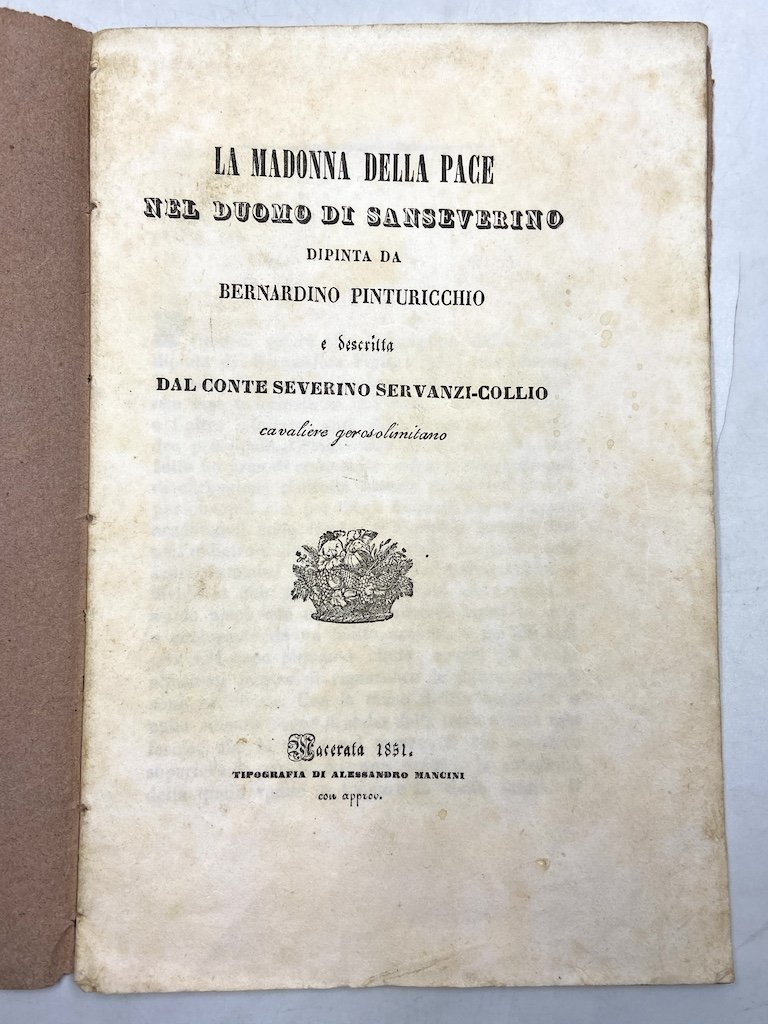 LA MADONNA DELLA PACE
NEL DUOMO DI SANSEVERINO
DIPINTA DA
BERNARDINO PINTURICCHIO
e descritta
DAL CONTE SEVERINO SERVANZI-COLLIO
cavaliere gerosolimitano
Macerata 1851.
TIPOGRAFIA DI ALESSANDRO MANCINI
con approv.